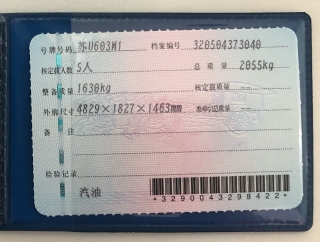 号牌号码 苏U603M1 档案编号 320504373040
核定载人数 5人 总质量 2055kg
整备质量 1630kg 核定载质量 --
外廓尺寸 4829×1827×1463mm 准牵引总质量 --
备注
检验记录
汽油
*3290043298422*